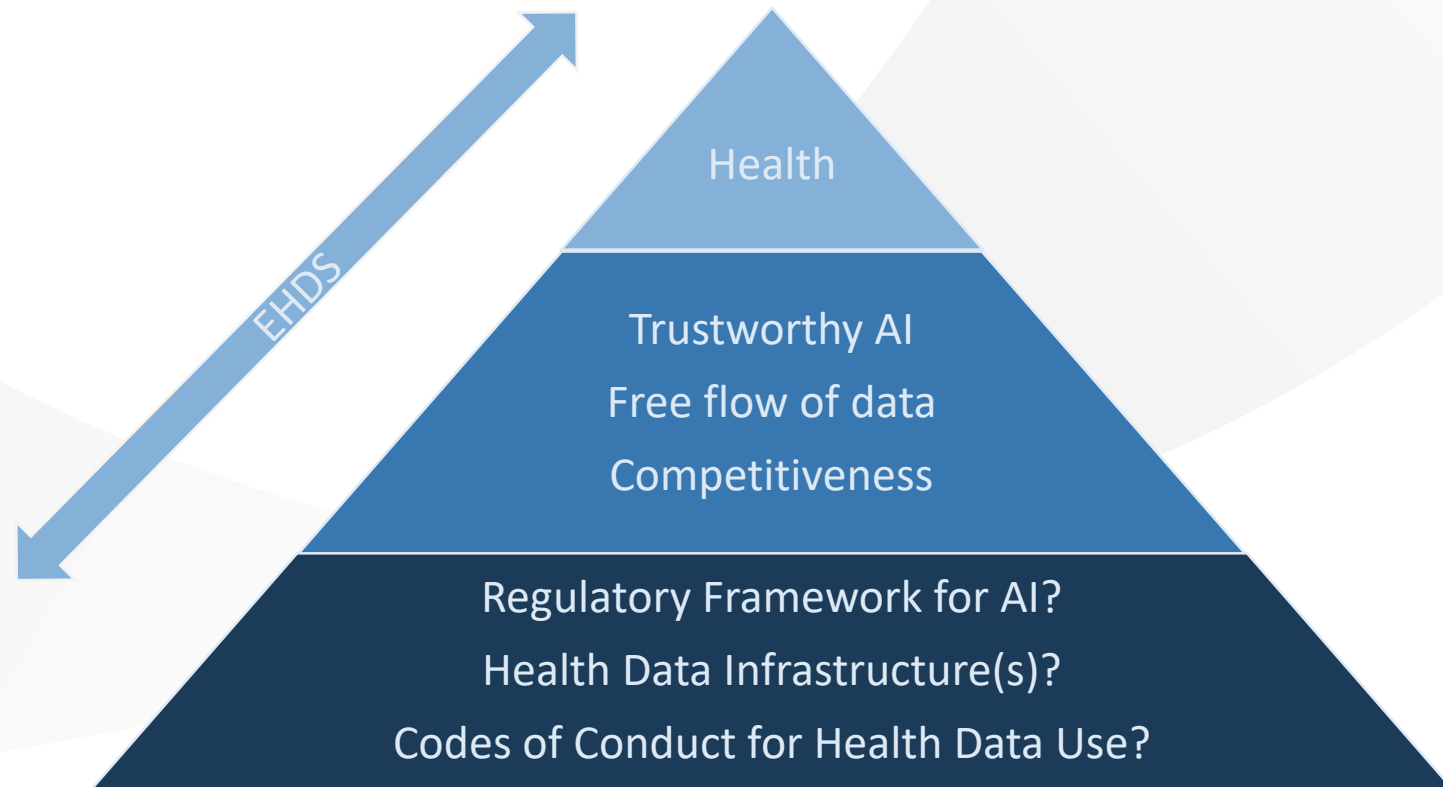 Health
EHDS
Trustworthy AI
Free flow of data
Competitiveness
Regulatory Framework for AI?
Health Data Infrastructure(s)?
Codes of Conduct for Health Data Use?